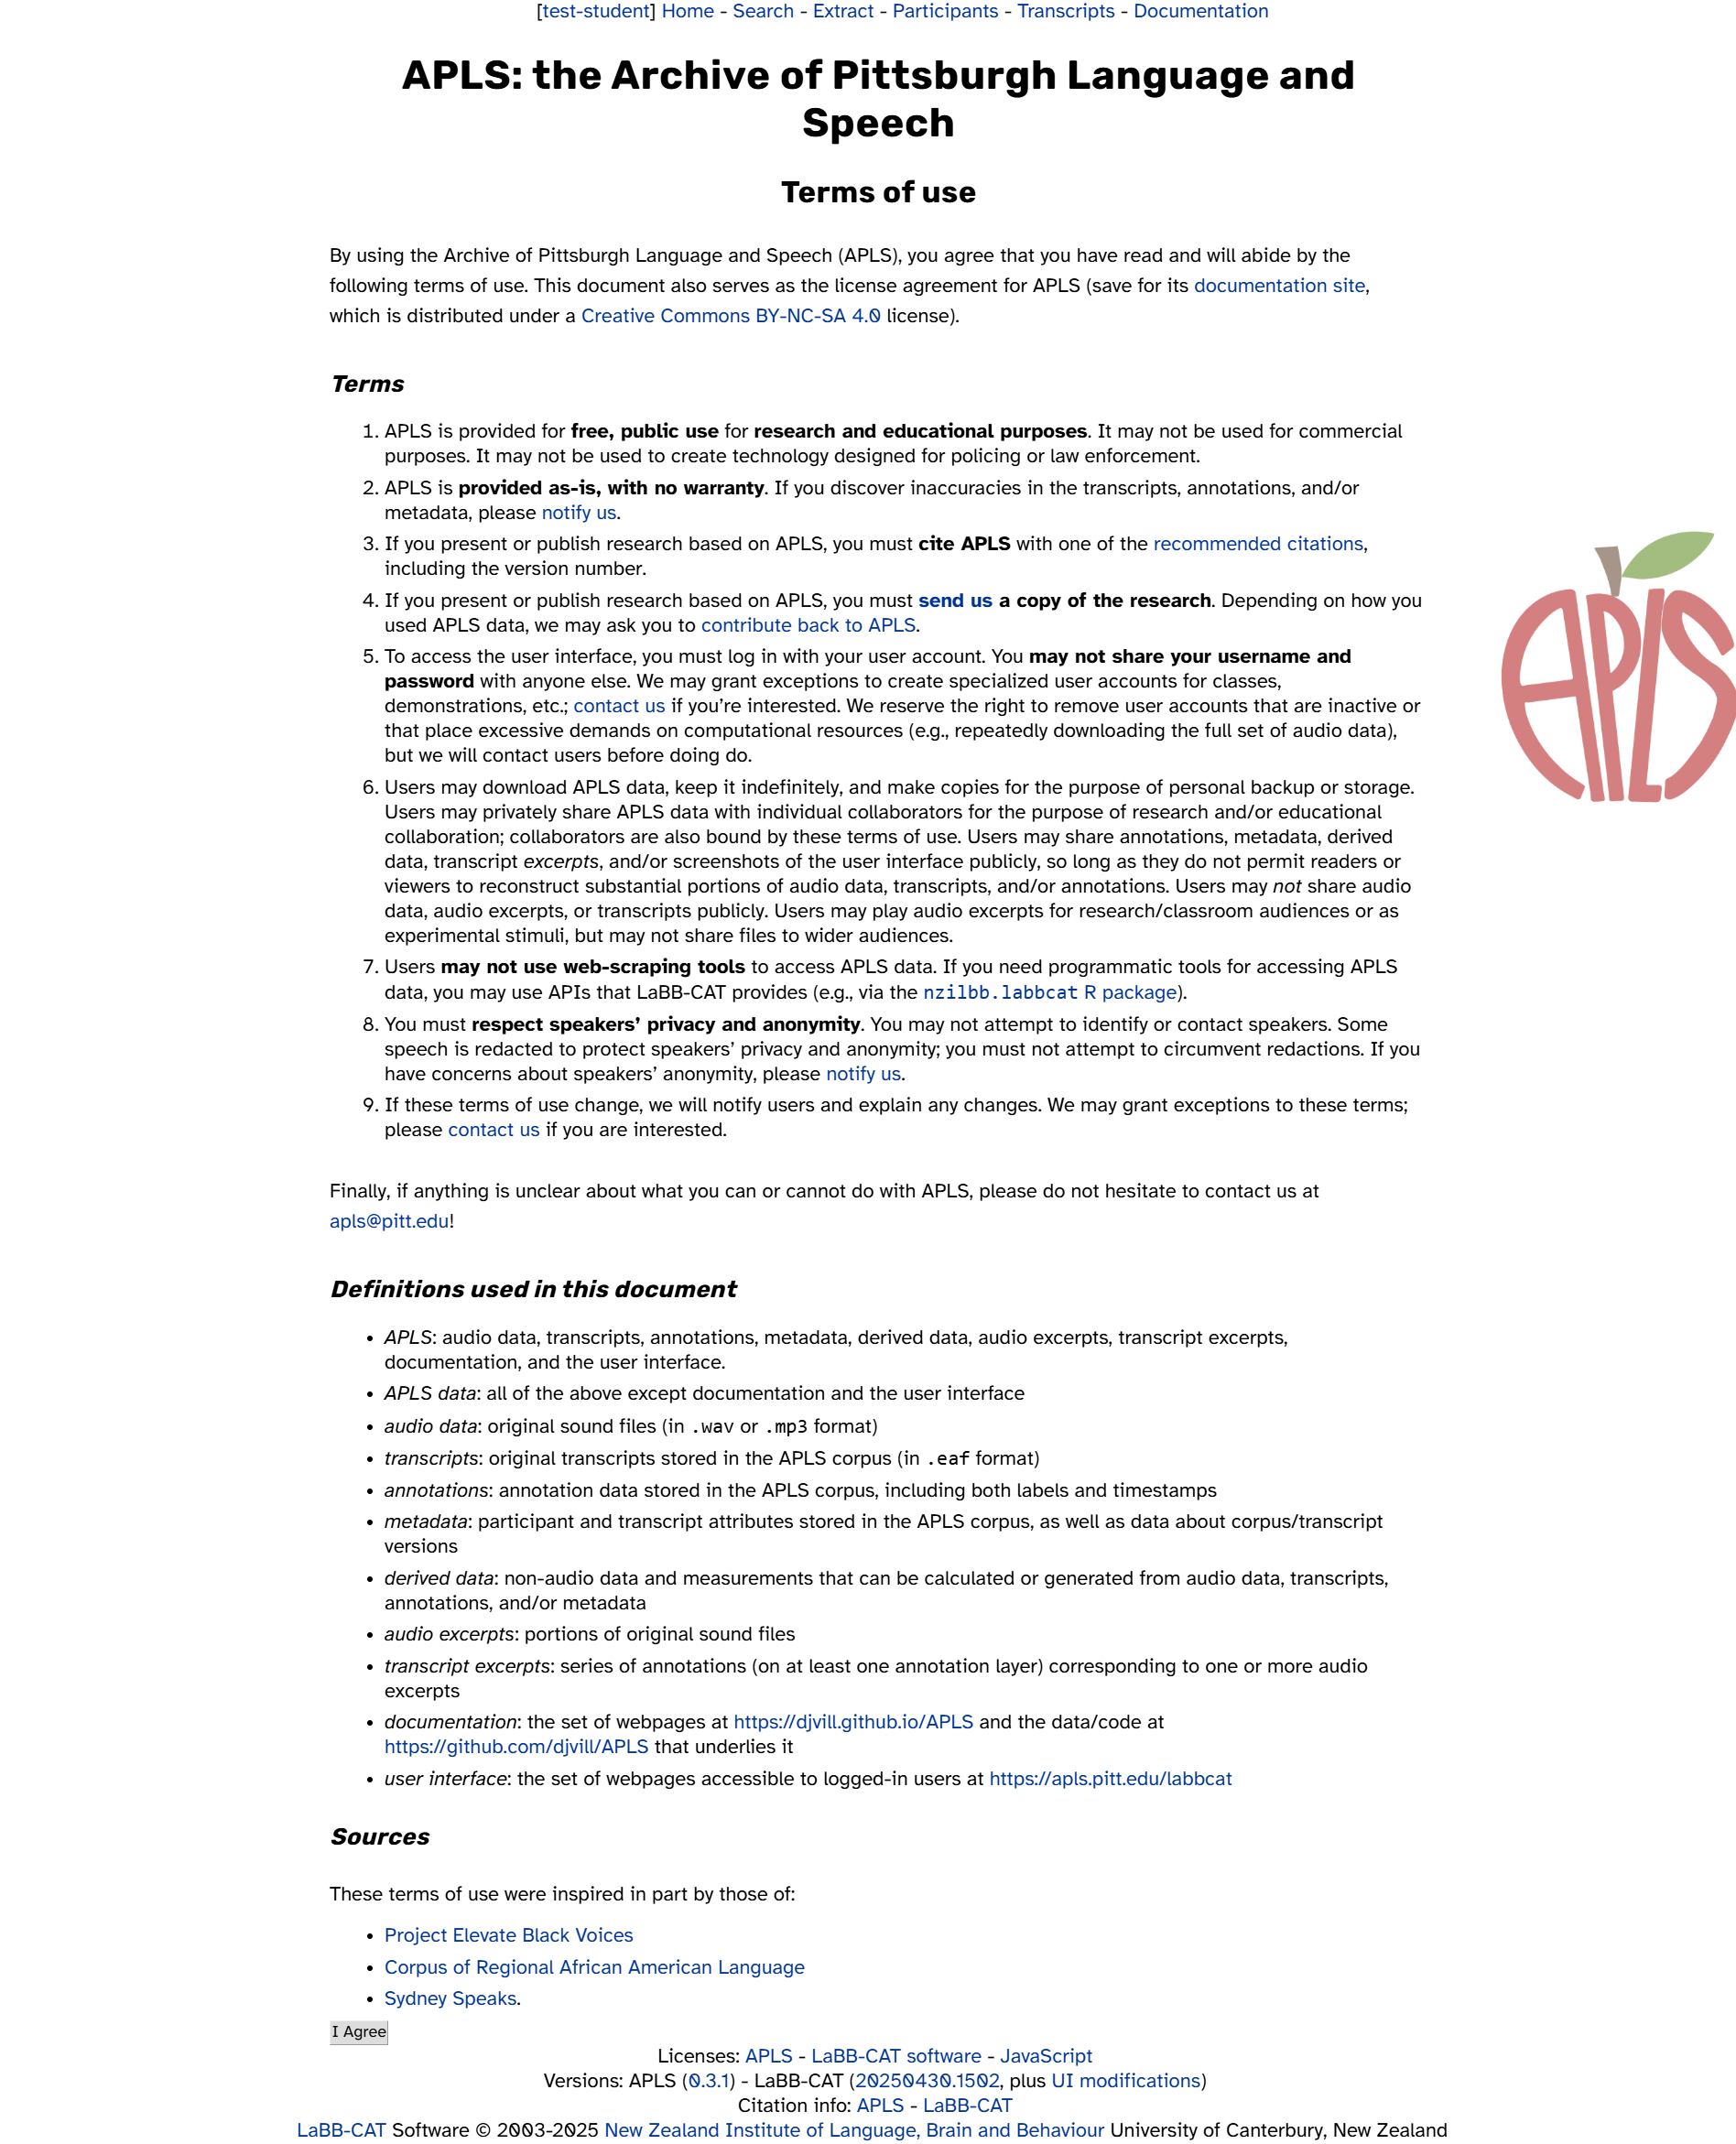 [test-student] Home - Search - Extract - Participants - Transcripts - Documentation
APLS: the Archive of Pittsburgh Language and
Speech
Terms of use
By using the Archive of Pittsburgh Language and Speech (APLS), you agree that you have read and will abide by the
following terms of use. This document also serves as the license agreement for APLS (save for its documentation site,
which is distributed under a Creative Commons BY-NC-SA 4.0 license).
Terms
1. APLS is provided for free, public use for research and educational purposes. It may not be used for commercial
purposes. It may not be used to create technology designed for policing or law enforcement.
2. APLS is provided as-is, with no warranty. If you discover inaccuracies in the transcripts, annotations, and/or
metadata, please notify us.
3. If you present or publish research based on APLS, you must cite APLS with one of the recommended citations,
including the version number.
4. If you present or publish research based on APLS, you must send us a copy of the research. Depending on how you
used APLS data, we may ask you to contribute back to APLS.
5. To access the user interface, you must log in with your user account. You may not share your username and
password with anyone else. We may grant exceptions to create specialized user accounts for classes,
demonstrations, etc.; contact us if you're interested. We reserve the right to remove user accounts that are inactive or
that place excessive demands on computational resources (e.g., repeatedly downloading the full set of audio data),
but we will contact users before doing do.
6. Users may download APLS data, keep it indefinitely, and make copies for the purpose of personal backup or storage.
Users may privately share APLS data with individual collaborators for the purpose of research and/or educational
collaboration; collaborators are also bound by these terms of use. Users may share annotations, metadata, derived
data, transcript excerpts, and/or screenshots of the user interface publicly, so long as they do not permit readers or
viewers to reconstruct substantial portions of audio data, transcripts, and/or annotations. Users may not share audio
data, audio excerpts, or transcripts publicly. Users may play audio excerpts for research/classroom audiences or as
experimental stimuli, but may not share files to wider audiences.
7. Users may not use web-scraping tools to access APLS data. If you need programmatic tools for accessing APLS
data, you may use APIs that LaBB-CAT provides (e.g., via the nzilbb.labbcat R package).
8. You must respect speakers' privacy and anonymity. You may not attempt to identify or contact speakers. Some
speech is redacted to protect speakers' privacy and anonymity; you must not attempt to circumvent redactions. If you
have concerns about speakers' anonymity, please notify us.
9. If these terms of use change, we will notify users and explain any changes. We may grant exceptions to these terms;
please contact us if you are interested.
Finally, if anything is unclear about what you can or cannot do with APLS, please do not hesitate to contact us at
apls@pitt.edu!
APLS
Definitions used in this document
• APLS: audio data, transcripts, annotations, metadata, derived data, audio excerpts, transcript excerpts,
documentation, and the user interface.
• APLS data: all of the above except documentation and the user interface
• audio data: original sound files (in .wav or .mp3 format)
• transcripts: original transcripts stored in the APLS corpus (in .eaf format)
• annotations: annotation data stored in the APLS corpus, including both labels and timestamps
• metadata: participant and transcript attributes stored in the APLS corpus, as well as data about corpus/transcript
versions
• derived data: non-audio data and measurements that can be calculated or generated from audio data, transcripts,
annotations, and/or metadata
• audio excerpts: portions of original sound files
• transcript excerpts: series of annotations (on at least one annotation layer) corresponding to one or more audio
excerpts
• documentation: the set of webpages at https://djvill.github.io/APLS and the data/code at
https://github.com/djvill/APLS that underlies it
• user interface: the set of webpages accessible to logged-in users at https://apls.pitt.edu/labbcat
Sources
These terms of use were inspired in part by those of:
• Project Elevate Black Voices
• Corpus of Regional African American Language
• Sydney Speaks.
I Agree
Licenses: APLS - LaBB-CAT software - JavaScript
Versions: APLS (0.3.1) - LaBB-CAT (20250430.1502, plus UI modifications)
Citation info: APLS - LaBB-CAT
LaBB-CAT Software © 2003-2025 New Zealand Institute of Language, Brain and Behaviour University of Canterbury, New Zealand